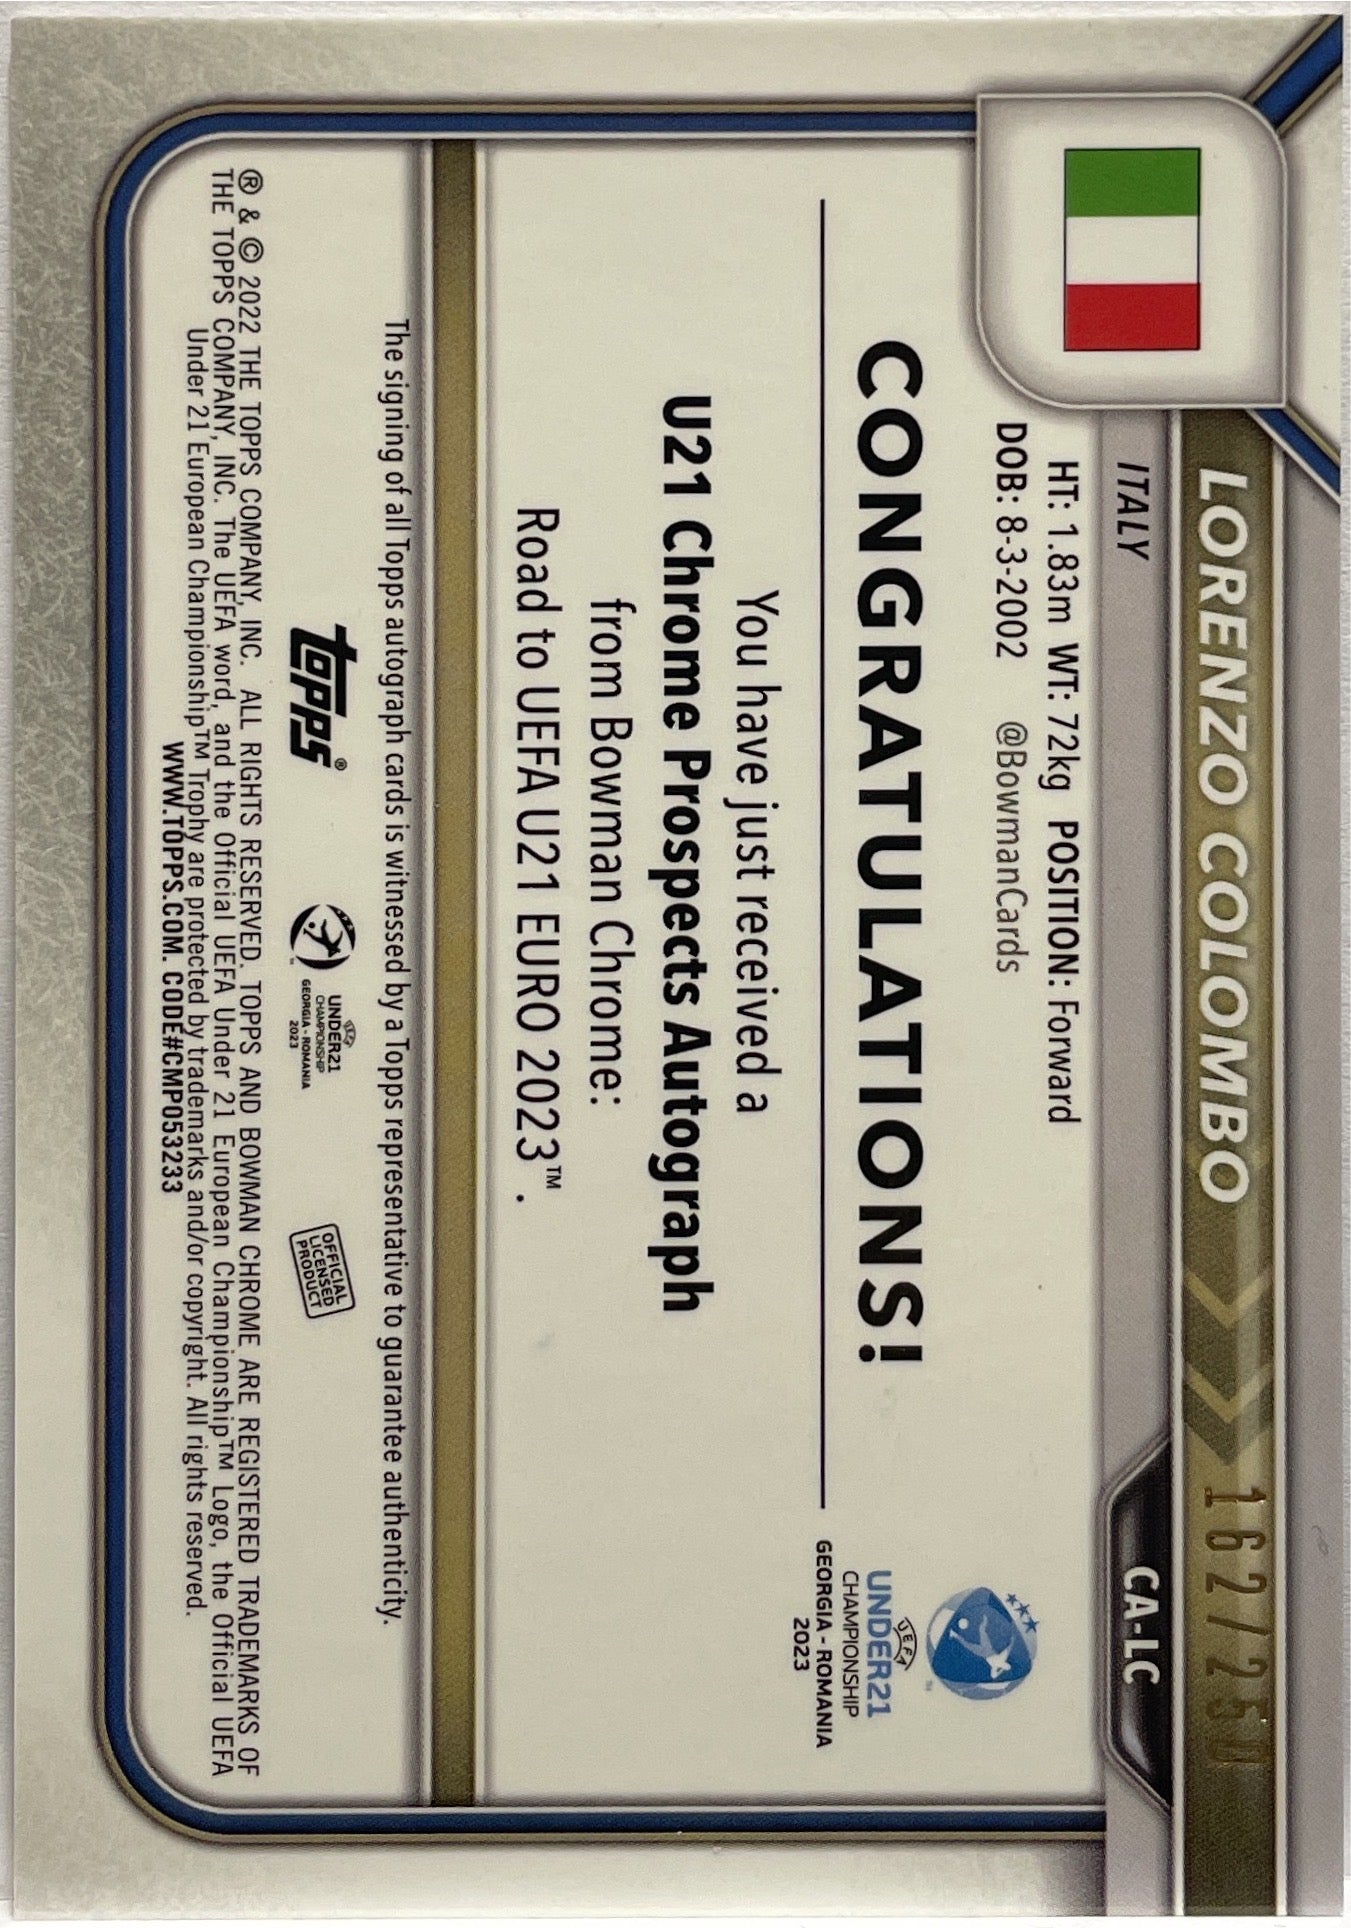 LORENZO COLOMBO
162/250
ITALY
CA-LC
HT: 1.83m WT: 72kg POSITION: Forward
DOB: 8-3-2002 @BowmanCards
CONGRATULATIONS!
UEFA
UNDER21
CHAMPIONSHIP
GEORGIA - ROMANIA
2023
You have just received a
U21 Chrome Prospects Autograph
from Bowman Chrome:
Road to UEFA U21 EURO 2023™.
The signing of all Topps autograph cards is witnessed by a Topps representative to guarantee authenticity.
topps®
UEFA
UNDER21
CHAMPIONSHIP
GEORGIA - ROMANIA
2023
OFFICIAL
LICENSED
PRODUCT
® & © 2022 THE TOPPS COMPANY, INC. ALL RIGHTS RESERVED. TOPPS AND BOWMAN CHROME ARE REGISTERED TRADEMARKS OF
THE TOPPS COMPANY, INC. The UEFA word, and the Official UEFA Under 21 European Championship™ Logo, the Official UEFA
Under 21 European Championship™ Trophy are protected by trademarks and/or copyright. All rights reserved.
WWW.TOPPS.COM. CODE#CMP053233